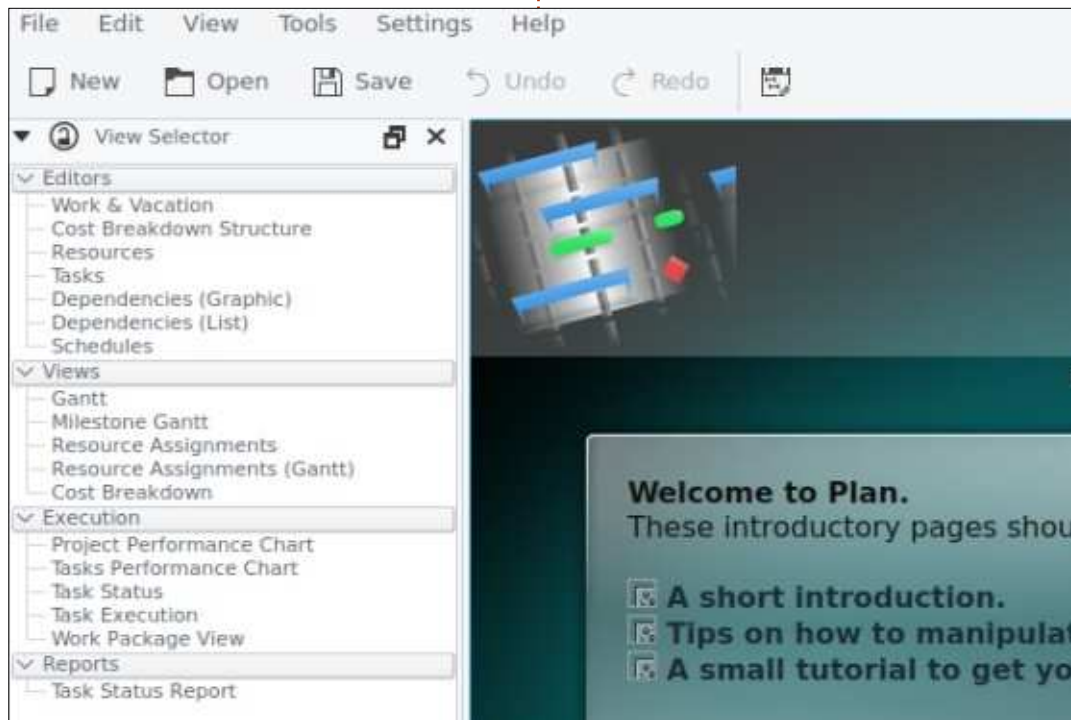 File Edit View Tools Settings Help
New Open Save Undo Redo
View Selector
Editors
Work & Vacation
Cost Breakdown Structure
Resources
Tasks
Dependencies (Graphic)
Dependencies (List)
Schedules
Views
Gantt
Milestone Gantt
Resource Assignments
Resource Assignments (Gantt)
Cost Breakdown
Execution
Project Performance Chart
Tasks Performance Chart
Task Status
Task Execution
Work Package View
Reports
Task Status Report
Welcome to Plan.
These introductory pages shou
A short introduction.
Tips on how to manipulat
A small tutorial to get yo